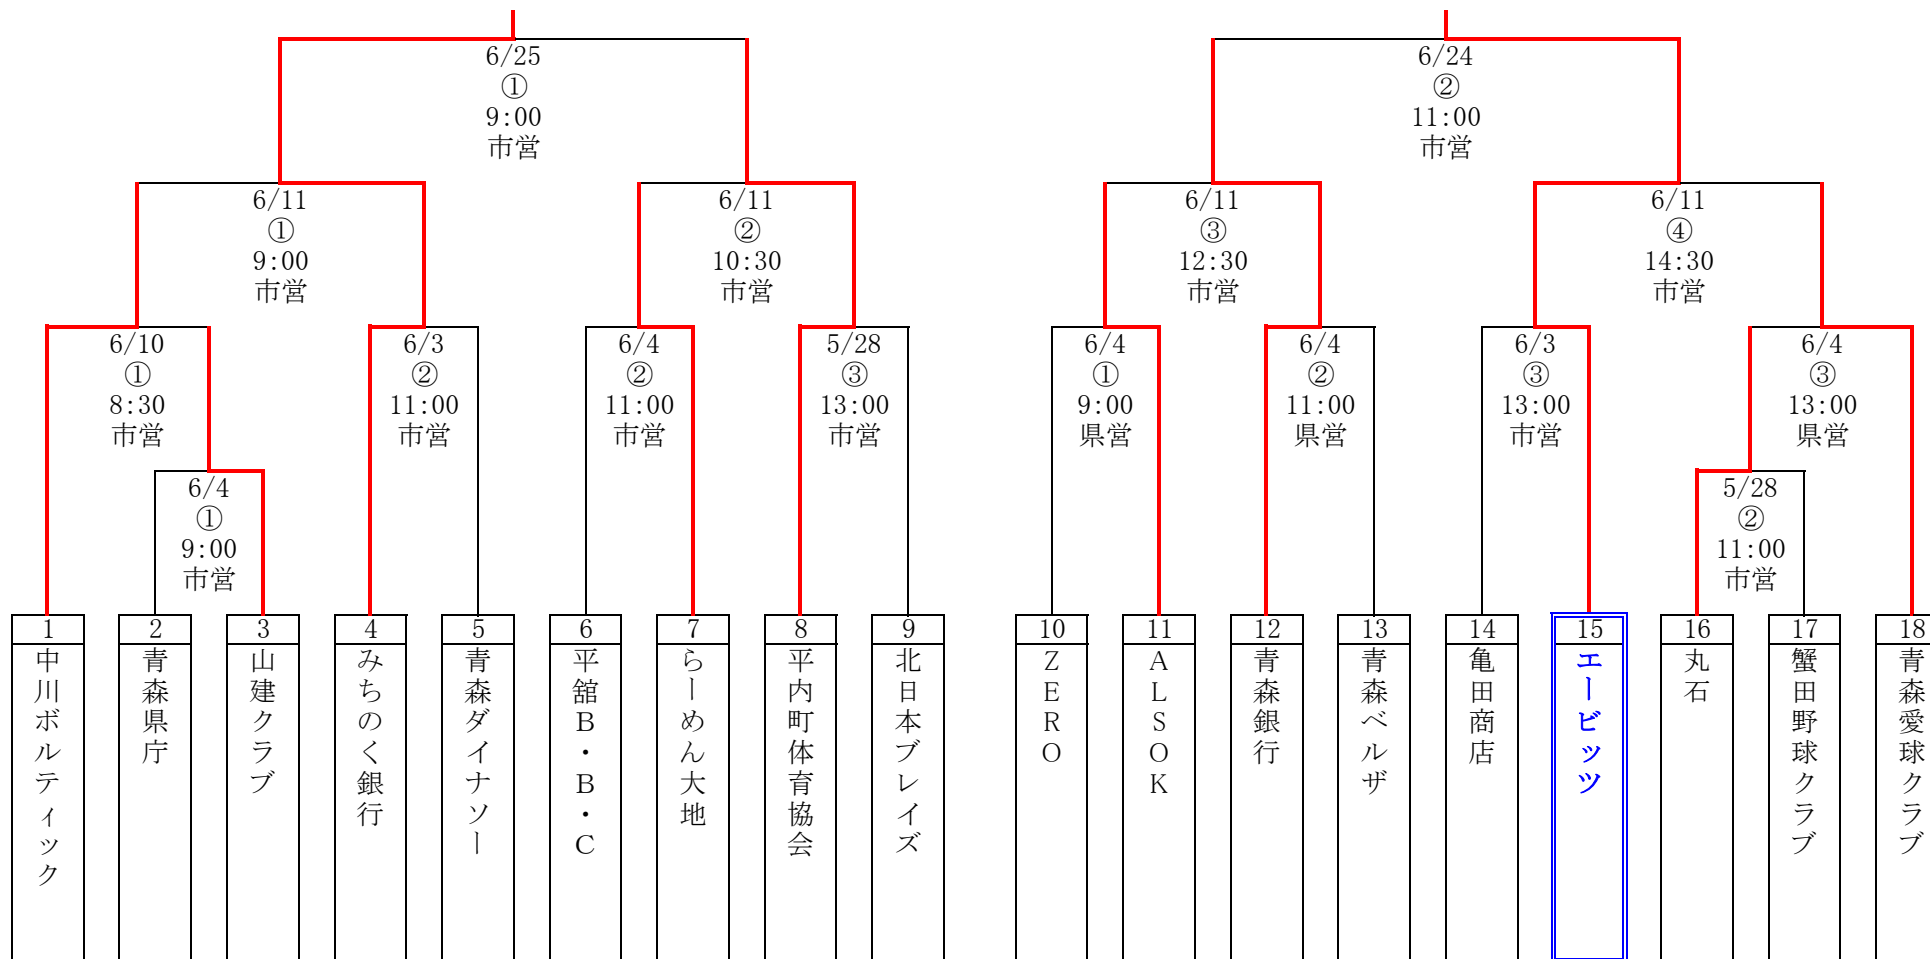 6/25
①
9:00
市営
6/24
②
11:00
市営
6/11
①
9:00
市営
6/11
②
10:30
市営
6/11
③
12:30
市営
6/11
④
14:30
市営
6/10
①
8:30
市営
6/3
②
11:00
市営
6/4
②
11:00
市営
5/28
③
13:00
市営
6/4
①
9:00
県営
6/4
②
11:00
県営
6/3
③
13:00
市営
6/4
③
13:00
県営
6/4
①
9:00
市営
5/28
②
11:00
市営
1
中川ボルティック
2
青森県庁
3
山建クラブ
4
みちのく銀行
5
青森ダイナソー
6
平舘B・B・C
7
らーめん大地
8
平内町体育協会
9
北日本ブレイズ
10
ZERO
11
ALSOK
12
青森銀行
13
青森ベルザ
14
亀田商店
15
エービッツ
16
丸石
17
蟹田野球クラブ
18
青森愛球クラブ